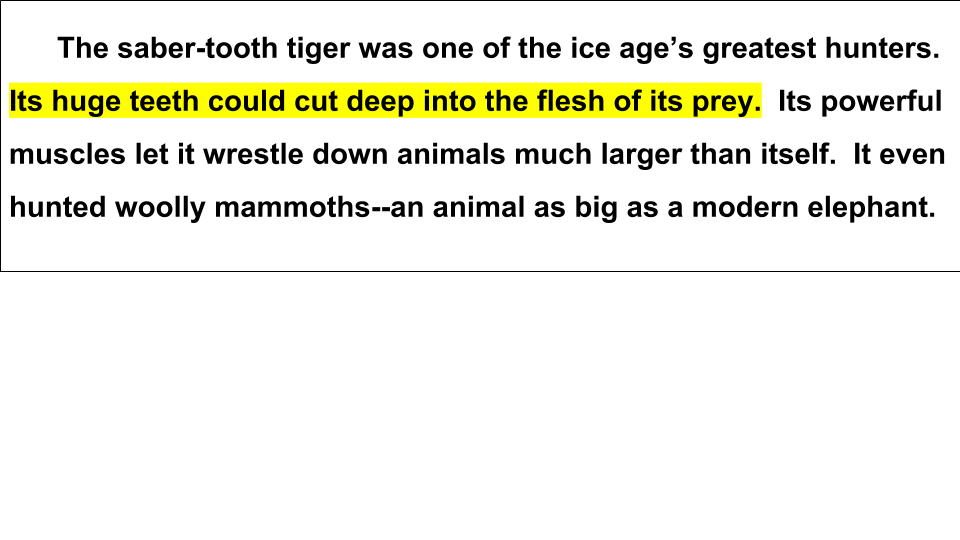 The saber-tooth tiger was one of the ice age’s greatest hunters.
Its huge teeth could cut deep into the flesh of its prey.  Its powerful
muscles let it wrestle down animals much larger than itself.  It even
hunted woolly mammoths--an animal as big as a modern elephant.